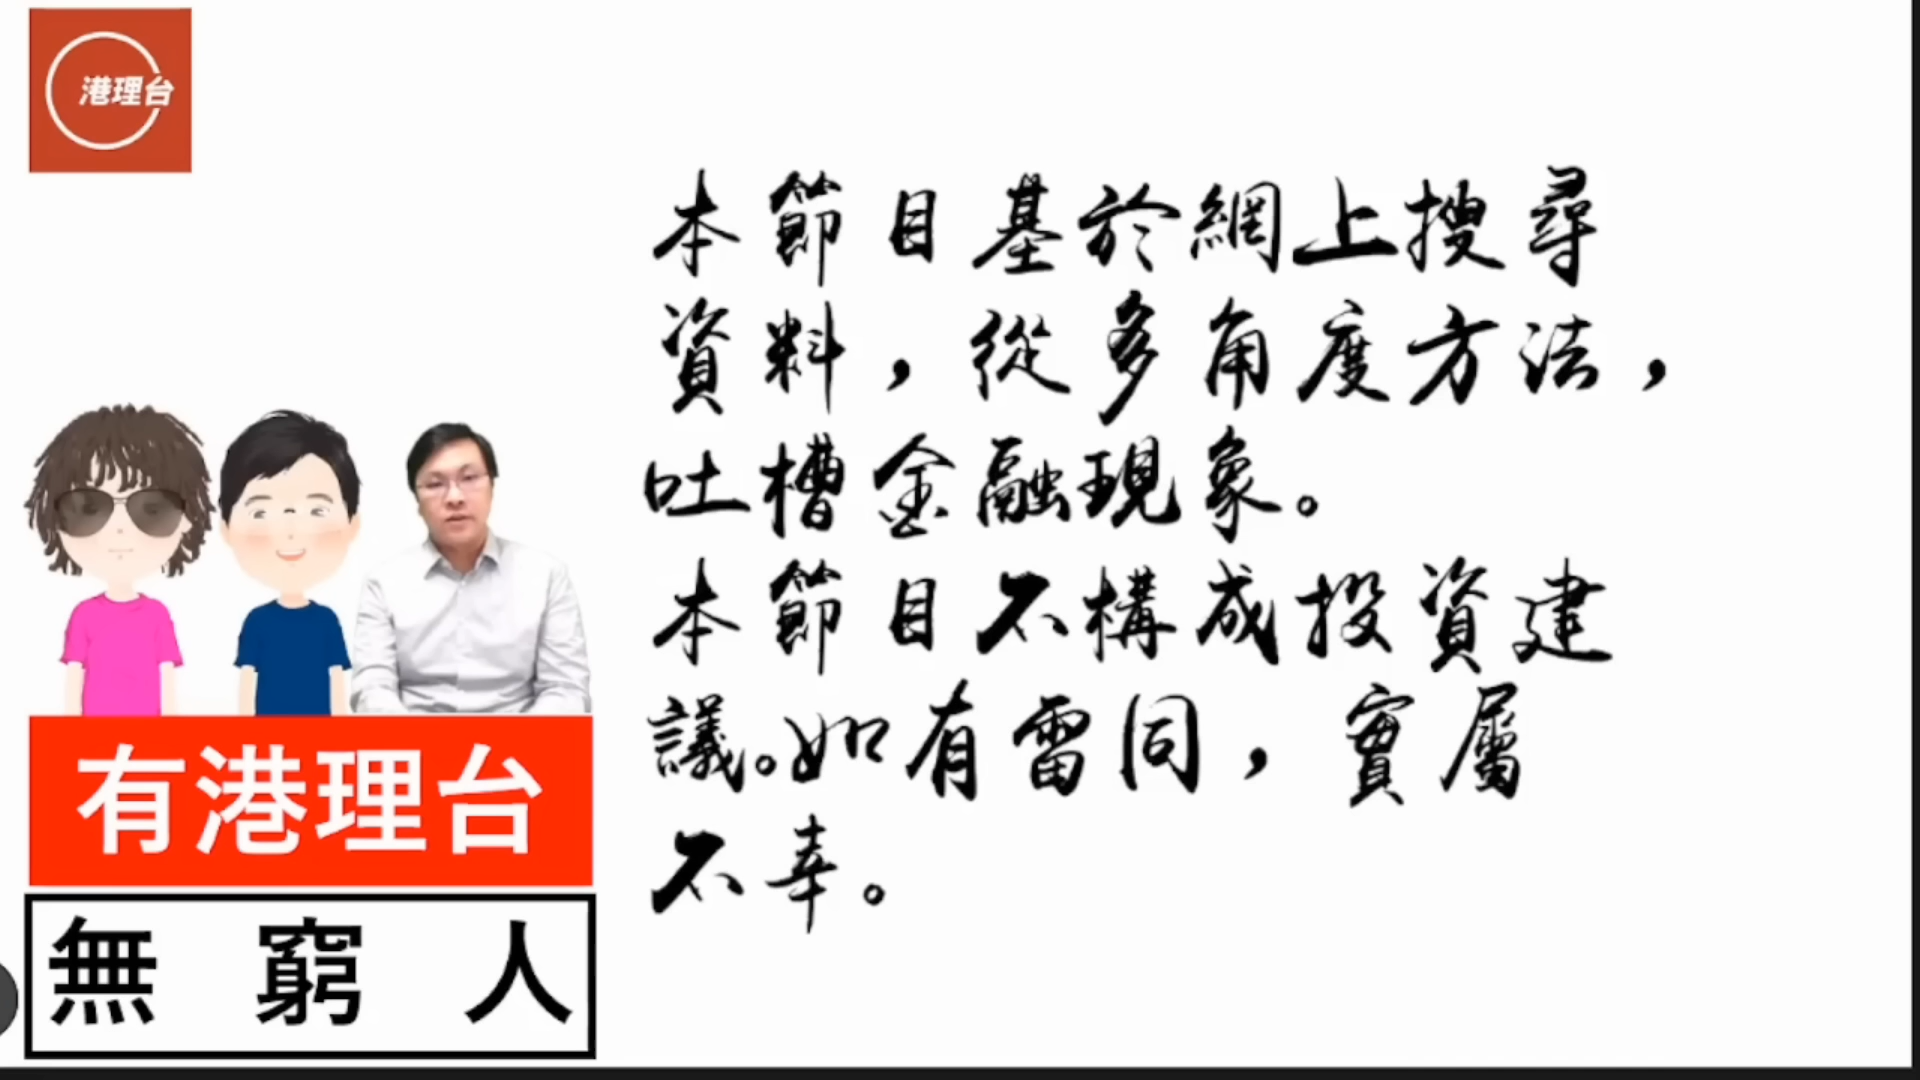 港理台
本節目基於網上搜尋
資料，從多角度方法，
吐槽金融現象。
本節目不構成投資建
議。如有雷同，實屬
不幸。
有港理台
無窮人